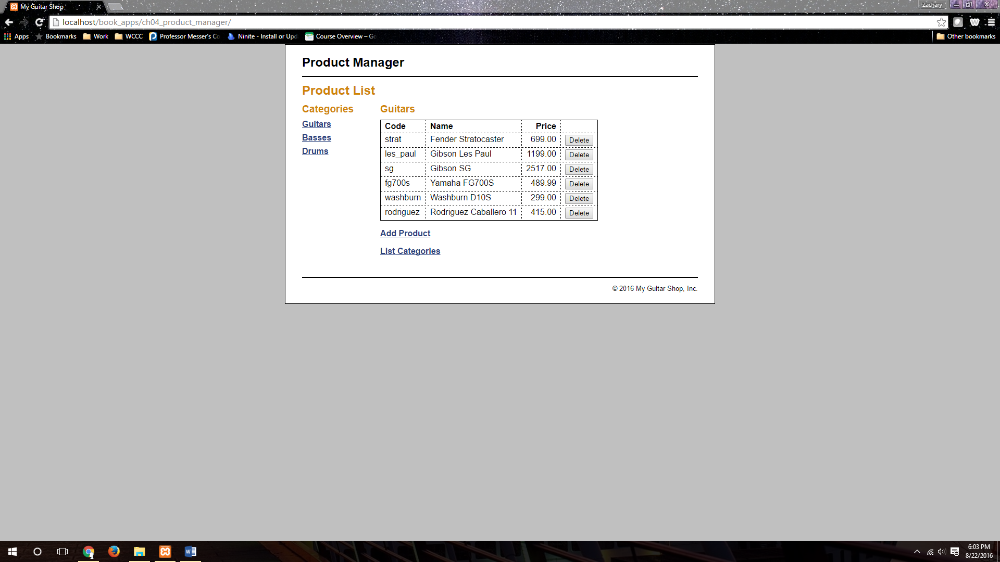 My Guitar Shop
Zachary
localhost/book_apps/ch04_product_manager/
Apps Bookmarks Work WCCC Professor Messer's Co Ninite - Install or Upd Course Overview – Go Other bookmarks
Product Manager
Product List
Categories
Guitars
Basses
Drums
Guitars
Code Name Price
strat Fender Stratocaster 699.00 Delete
les_paul Gibson Les Paul 1199.00 Delete
sg Gibson SG 2517.00 Delete
fg700s Yamaha FG700S 489.99 Delete
washburn Washburn D10S 299.00 Delete
rodriguez Rodriguez Caballero 11 415.00 Delete
Add Product
List Categories
© 2016 My Guitar Shop, Inc.
6:03 PM
8/22/2016